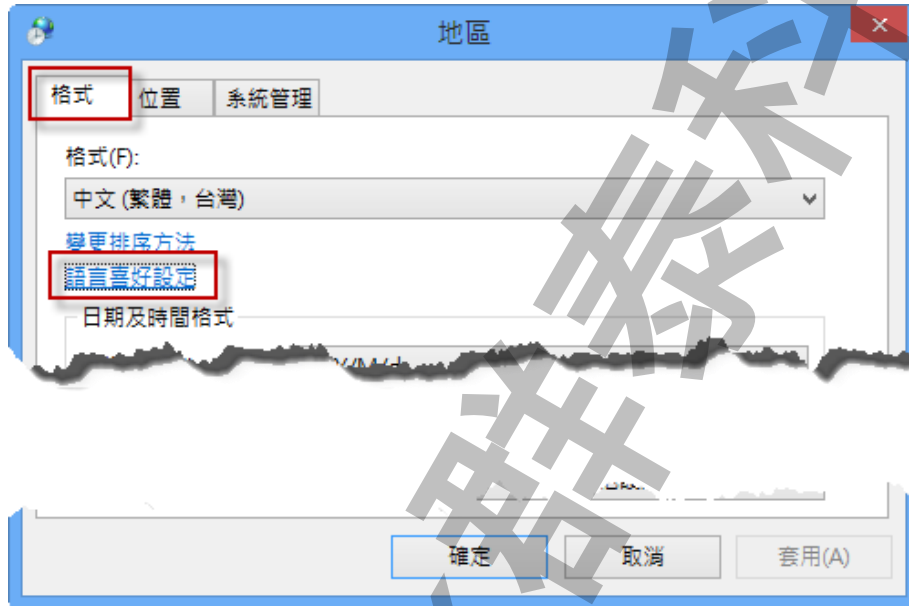 地區
格式 位置 系統管理
格式(F):
中文 (繁體，台灣)
變更排序方法
語言喜好設定
日期及時間格式
確定 取消 套用(A)